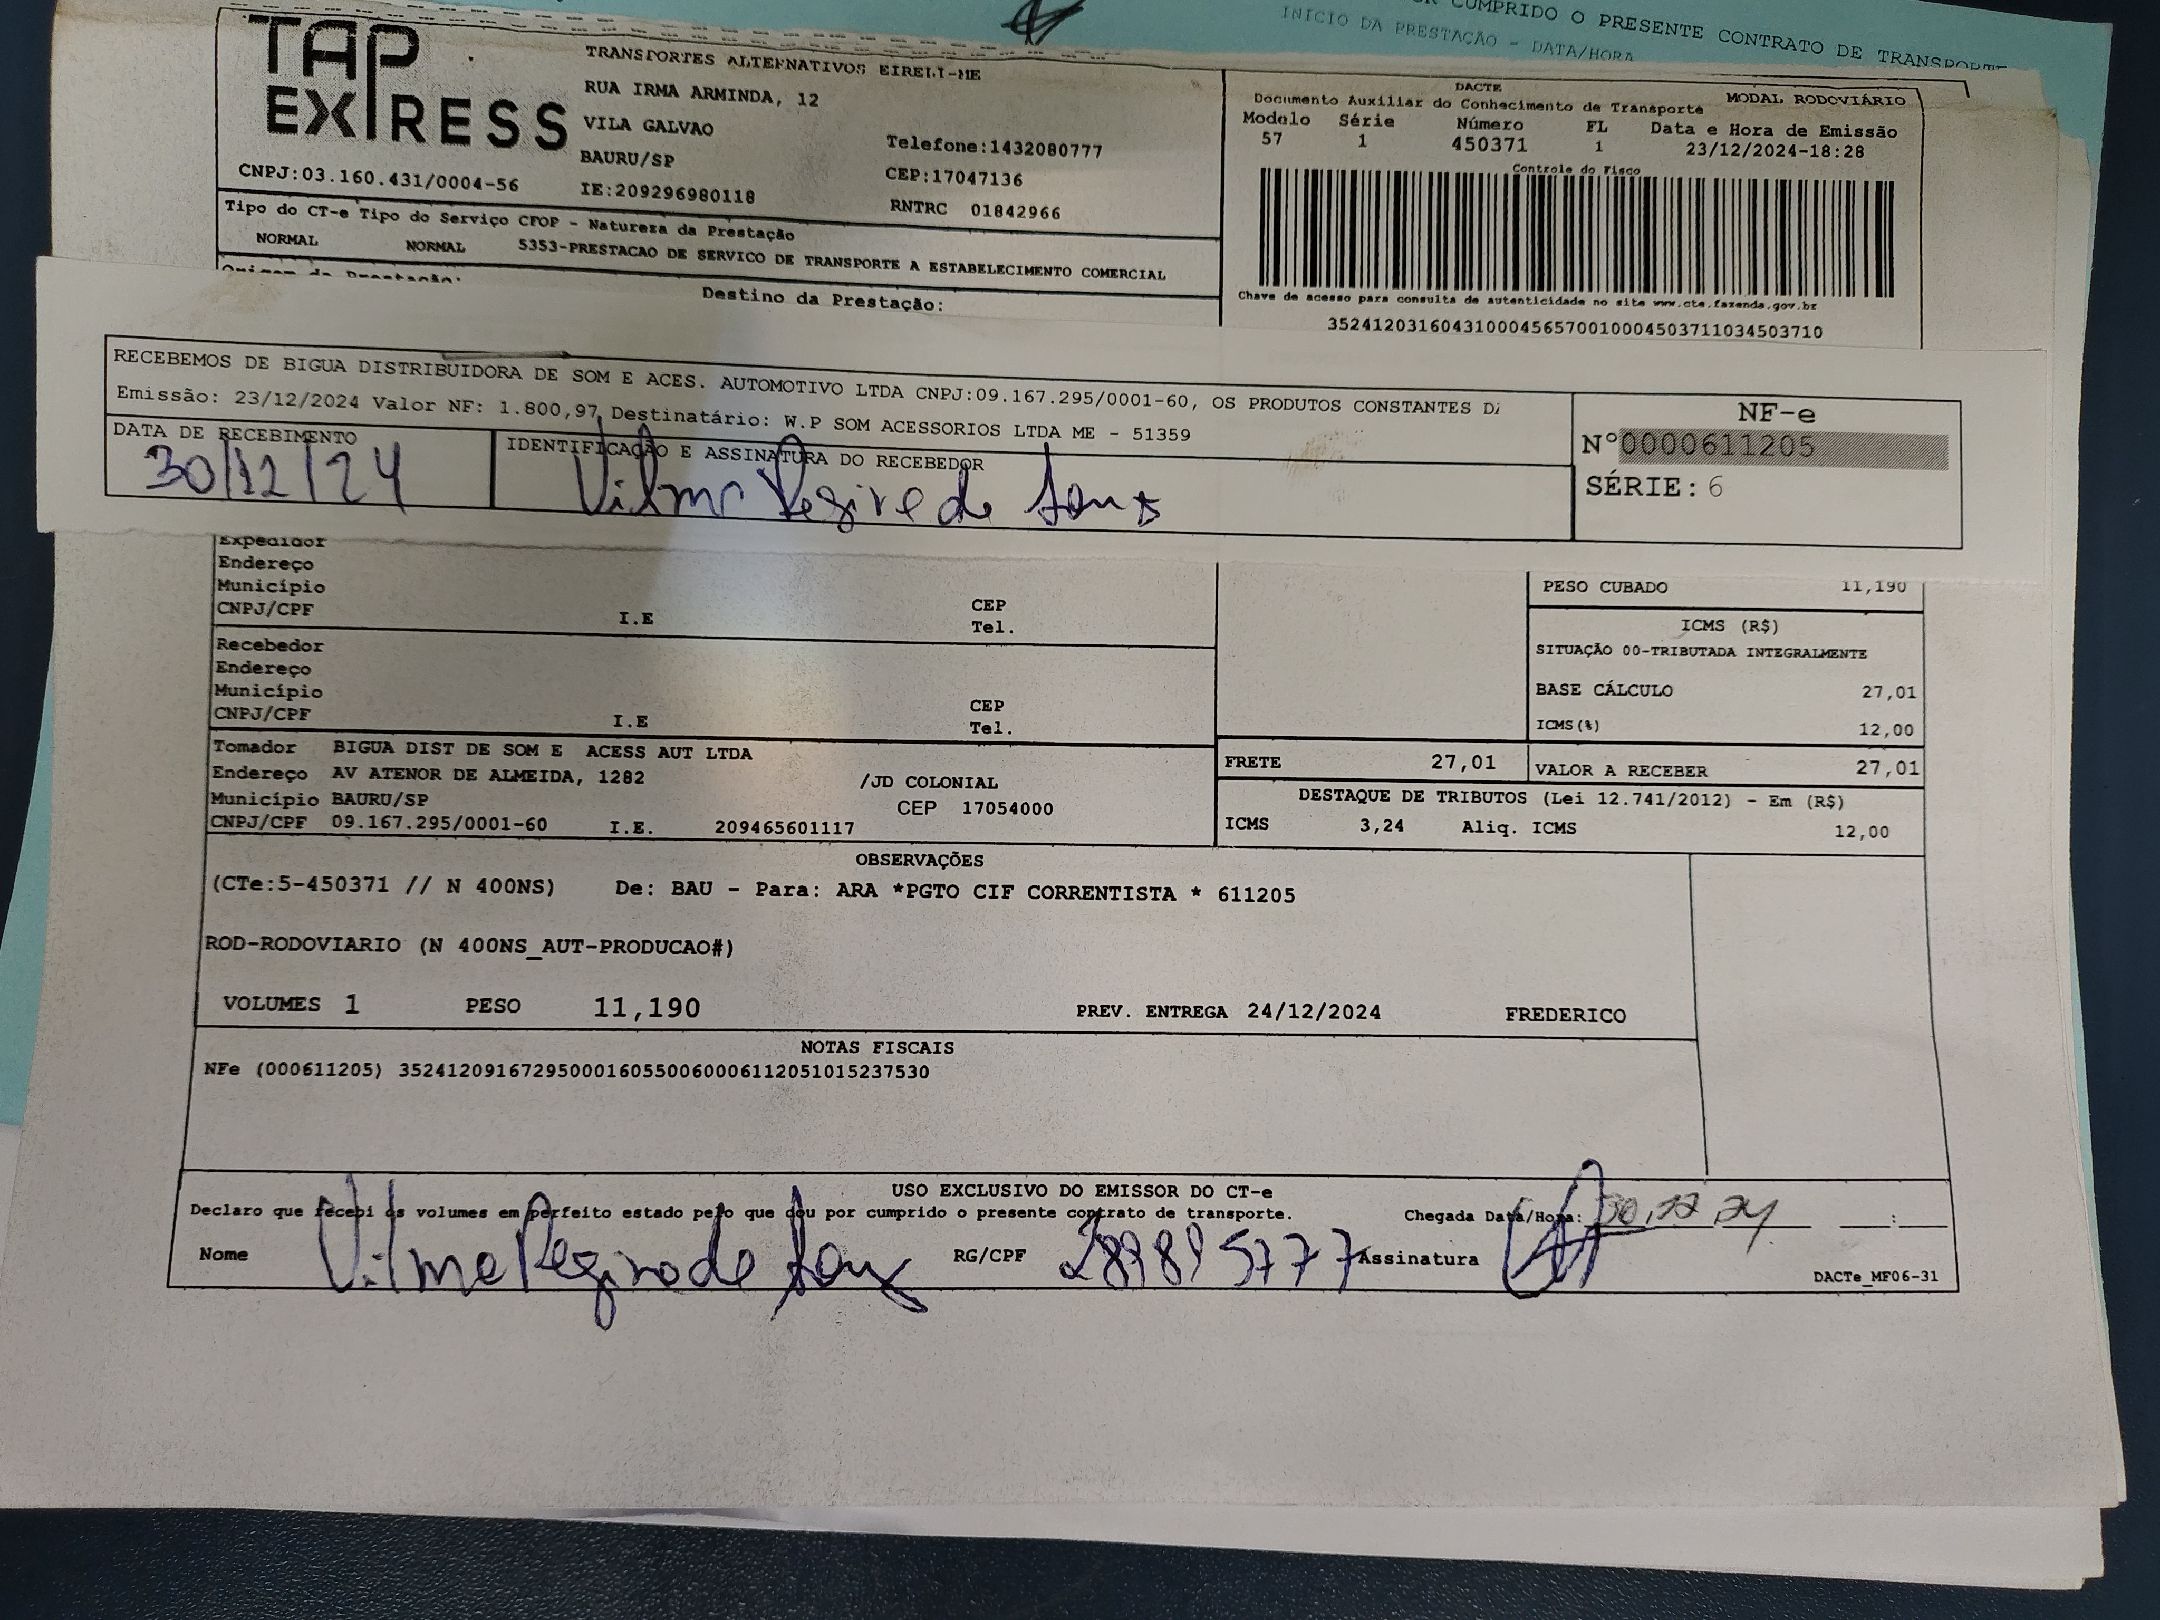 CUMPRIDO O PRESENTE CONTRATO DE TRANSPORTE
INICIO DA PRESTAÇÃO - DATA/HORA
TAP EXPRESS
TRANSPORTES ALTERNATIVOS EIRELI-ME
RUA IRMA ARMINDA, 12
VILA GALVAO
Telefone:1432080777
BAURU/SP
CEP:17047136
CNPJ:03.160.431/0004-56
IE:209296980118
RNTRC 01842966
DACTE
Documento Auxiliar do Conhecimento de Transporte
MODAL RODOVIÁRIO
Modelo Série Número FL Data e Hora de Emissão
57 1 450371 1 23/12/2024-18:28
Controle do Fisco
Chave de acesso para consulta de autenticidade no site www.cte.fazenda.gov.br
35241203160431000456570010004503711034503710
Tipo do CT-e Tipo do Serviço CFOP - Natureza da Prestação
NORMAL NORMAL 5353-PRESTACAO DE SERVICO DE TRANSPORTE A ESTABELECIMENTO COMERCIAL
Origem da Prestação:
Destino da Prestação:
RECEBEMOS DE BIGUA DISTRIBUIDORA DE SOM E ACES. AUTOMOTIVO LTDA CNPJ:09.167.295/0001-60, OS PRODUTOS CONSTANTES
Emissão: 23/12/2024 Valor NF: 1.800,97 Destinatário: W.P SOM ACESSORIOS LTDA ME - 51359
DATA DE RECEBIMENTO
30/12/24
IDENTIFICAÇÃO E ASSINATURA DO RECEBEDOR
Vilma Regina de Souza
NF-e
Nº0000611205
SÉRIE: 6
Expedidor
Endereço
Município CEP
CNPJ/CPF I.E Tel.
Recebedor
Endereço
Município CEP
CNPJ/CPF I.E Tel.
PESO CUBADO 11,190
ICMS (R$)
SITUAÇÃO 00-TRIBUTADA INTEGRALMENTE
BASE CÁLCULO 27,01
ICMS(%) 12,00
Tomador BIGUA DIST DE SOM E ACESS AUT LTDA
Endereço AV ATENOR DE ALMEIDA, 1282 /JD COLONIAL
Município BAURU/SP CEP 17054000
CNPJ/CPF 09.167.295/0001-60 I.E. 209465601117
FRETE 27,01 VALOR A RECEBER 27,01
DESTAQUE DE TRIBUTOS (Lei 12.741/2012) - Em (R$)
ICMS 3,24 Aliq. ICMS 12,00
OBSERVAÇÕES
(CTe:5-450371 // N 400NS) De: BAU - Para: ARA *PGTO CIF CORRENTISTA * 611205
ROD-RODOVIARIO (N 400NS_AUT-PRODUCAO#)
VOLUMES 1 PESO 11,190 PREV. ENTREGA 24/12/2024 FREDERICO
NOTAS FISCAIS
NFe (000611205) 35241209167295000160550060006112051015237530
USO EXCLUSIVO DO EMISSOR DO CT-e
Declaro que recebi os volumes em perfeito estado pelo que dou por cumprido o presente contrato de transporte.
Chegada Data/Hora: 30,12,24 __:__
Nome Vilma Regina de Souza RG/CPF 289895777 Assinatura
DACTe_MF06-31